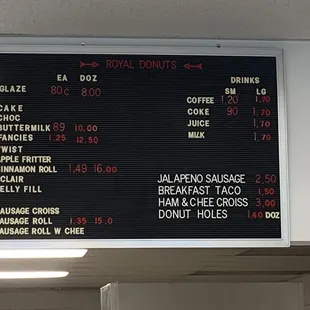 ROYAL DONUTS
EA DOZ
GLAZE 80¢ 8.00
CAKE
CHOC
BUTTERMILK 89 10.00
FANCIES 1.25 12.50
TWIST
APPLE FRITTER
CINNAMON ROLL 1.49 16.00
CLAIR
JELLY FILL
SAUSAGE CROISS
SAUSAGE ROLL 1.35 15.0
SAUSAGE ROLL W CHEE
DRINKS
SM LG
COFFEE 1.20 1.70
COKE 90 1.70
JUICE 1.70
MILK 1.70
JALAPENO SAUSAGE 2.50
BREAKFAST TACO 1.50
HAM & CHEE CROISS 3.00
DONUT HOLES 1.40 DOZ